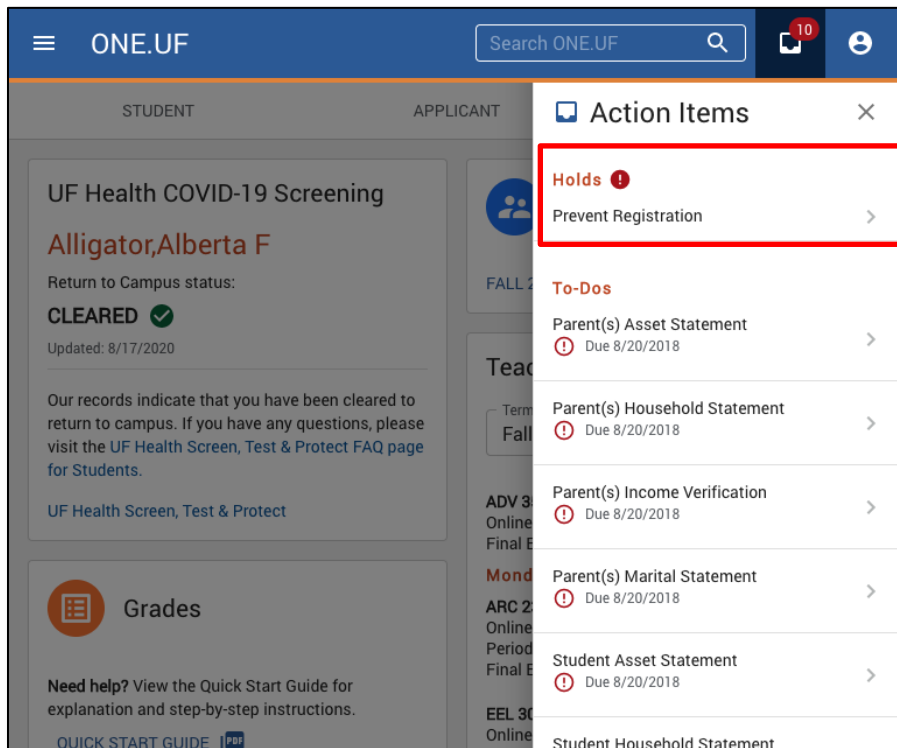 ONE.UF
Search ONE.UF
10
STUDENT
APPLICANT
UF Health COVID-19 Screening
Alligator,Alberta F
Return to Campus status:
CLEARED
Updated: 8/17/2020
Our records indicate that you have been cleared to
return to campus. If you have any questions, please
visit the UF Health Screen, Test & Protect FAQ page
for Students.
UF Health Screen, Test & Protect
Grades
Need help? View the Quick Start Guide for
explanation and step-by-step instructions.
QUICK START GUIDE PDF
FALL
Term
Fall
ADV
Online
Final
ARC
Online
Final
EEL
Online
Action Items
Holds
Prevent Registration
To-Dos
Parent(s) Asset Statement
Due 8/20/2018
Parent(s) Household Statement
Due 8/20/2018
Parent(s) Income Verification
Due 8/20/2018
Parent(s) Marital Statement
Due 8/20/2018
Student Asset Statement
Due 8/20/2018
Student Household Statement